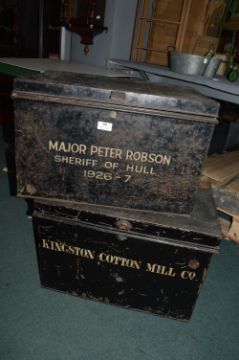 MAJOR PETER ROBSON
SHERIFF OF HULL
1926-7
KINGSTON COTTON MILL CO